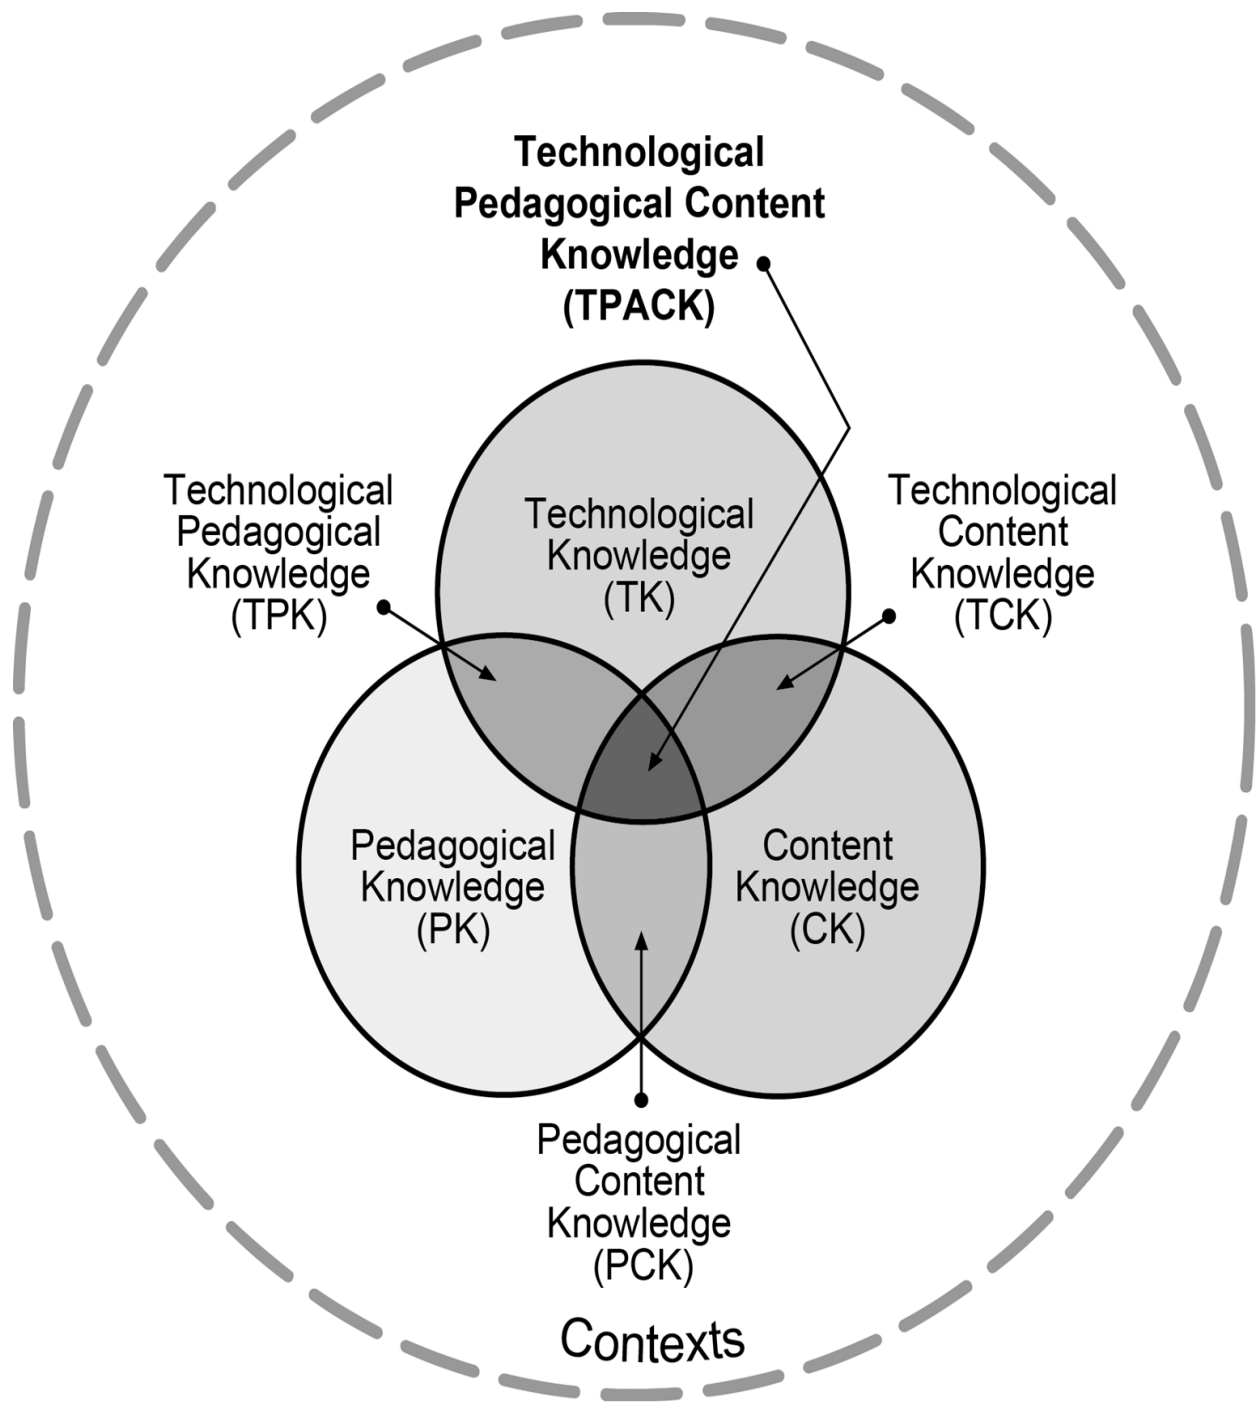 Technological
Pedagogical Content
Knowledge
(TPACK)
Technological
Pedagogical
Knowledge
(TPK)
Technological
Knowledge
(TK)
Technological
Content
Knowledge
(TCK)
Pedagogical
Knowledge
(PK)
Content
Knowledge
(CK)
Pedagogical
Content
Knowledge
(PCK)
Contexts